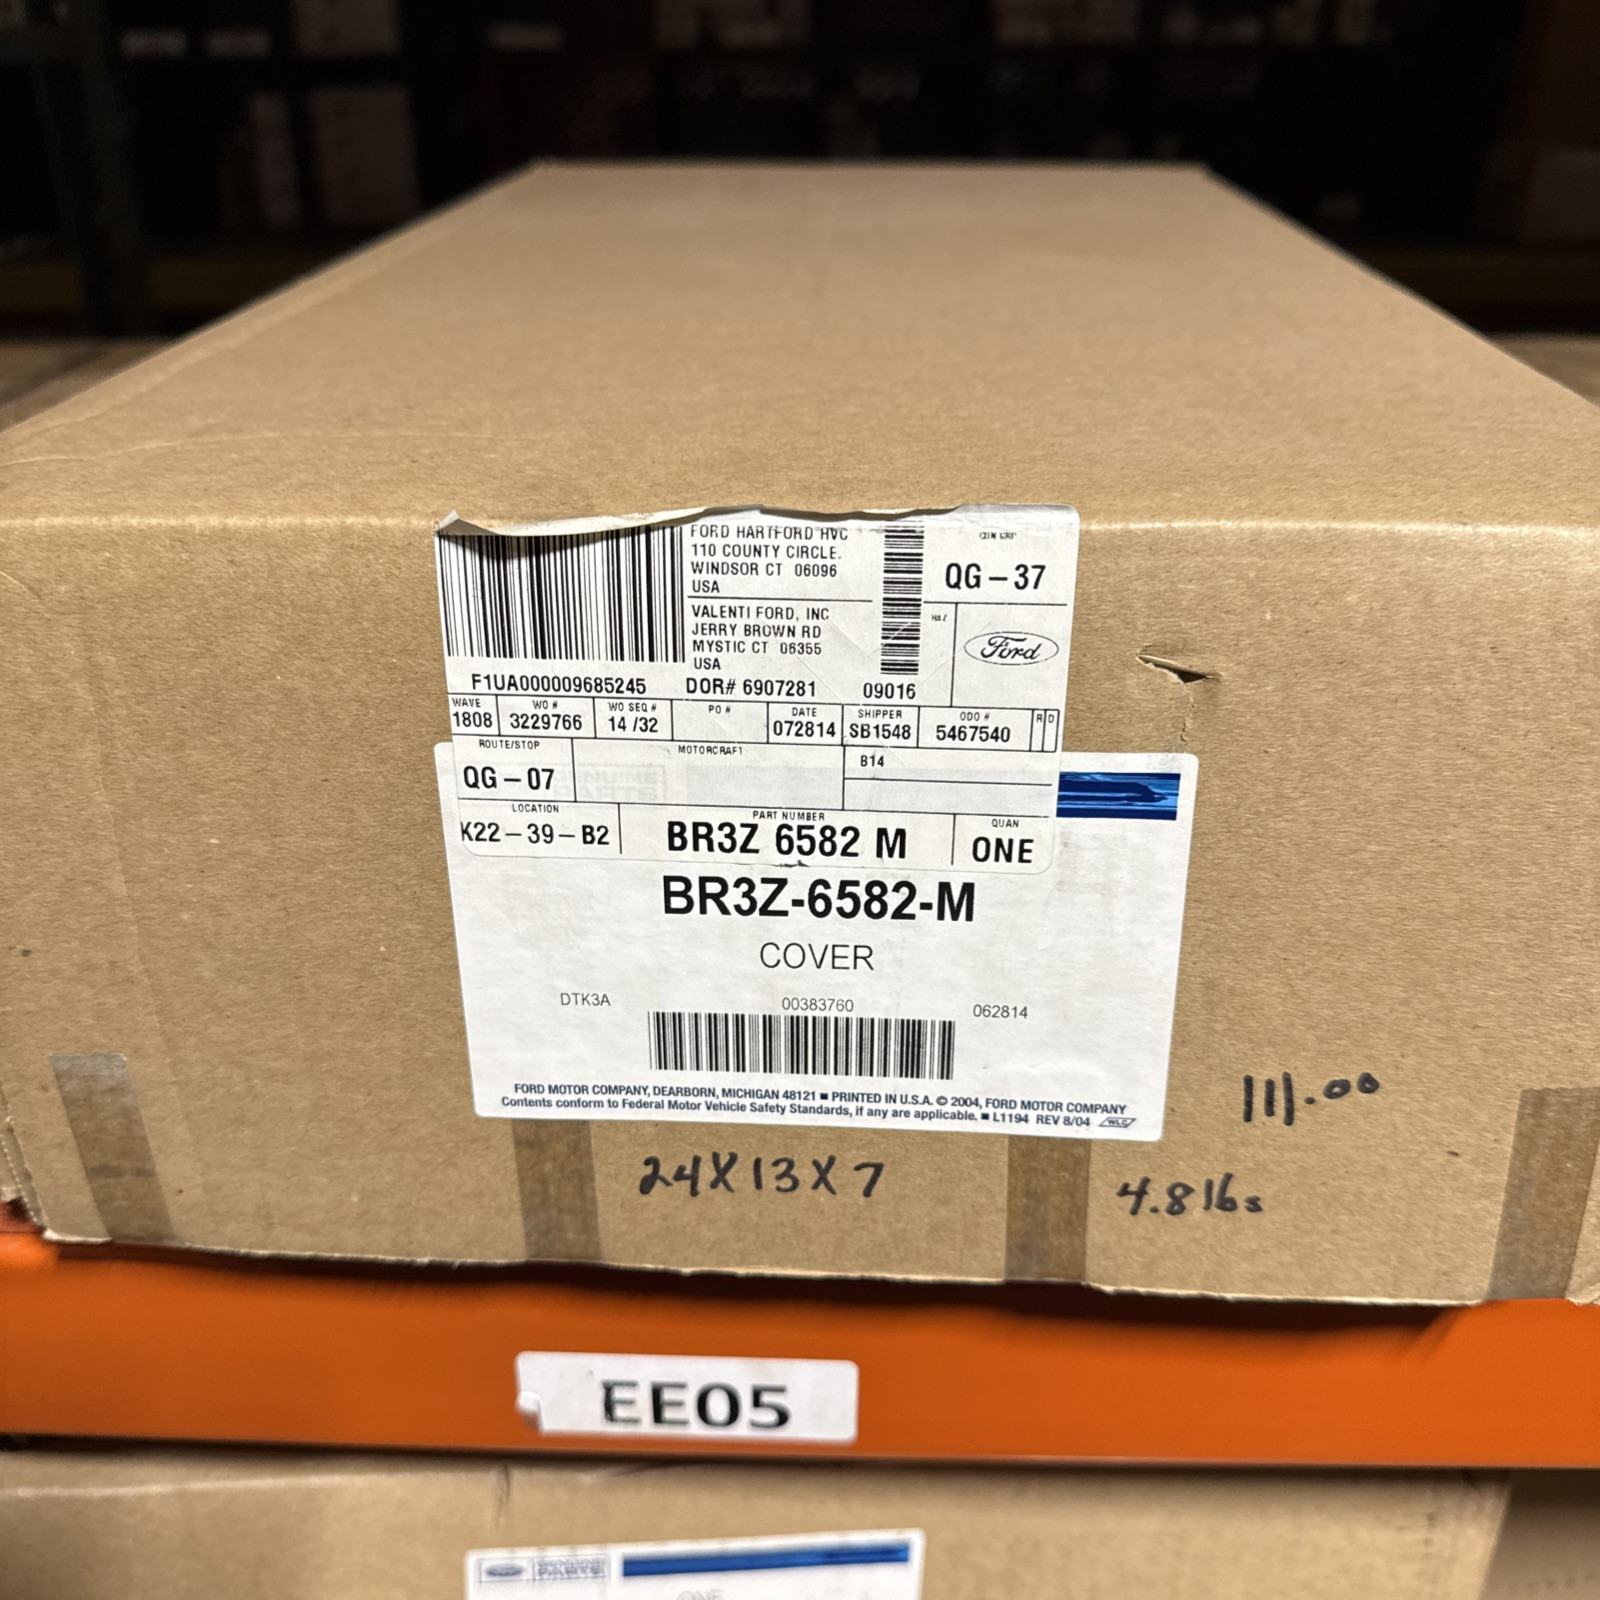 FORD HARTFORD HVC
110 COUNTY CIRCLE.
WINDSOR CT 06096
USA
VALENTI FORD, INC
JERRY BROWN RD
MYSTIC CT 06355
USA
QG-37
HAZ
Ford
F1UA000009685245
DOR# 6907281
09016
WAVE
1808
WO #
3229766
WO SEQ #
14 /32
PO #
DATE
072814
SHIPPER
SB1548
ODO #
5467540
R D
ROUTE/STOP
QG-07
MOTORCRAFT
B14
LOCATION
K22-39-B2
PART NUMBER
BR3Z 6582 M
QUAN
ONE
BR3Z-6582-M
COVER
DTK3A
00383760
062814
FORD MOTOR COMPANY, DEARBORN, MICHIGAN 48121 ■ PRINTED IN U.S.A. © 2004, FORD MOTOR COMPANY
Contents conform to Federal Motor Vehicle Safety Standards, if any are applicable. ■ L1194 REV 8/04 WLC
111.00
24X13X7
4.8 lbs
EE05
ONE